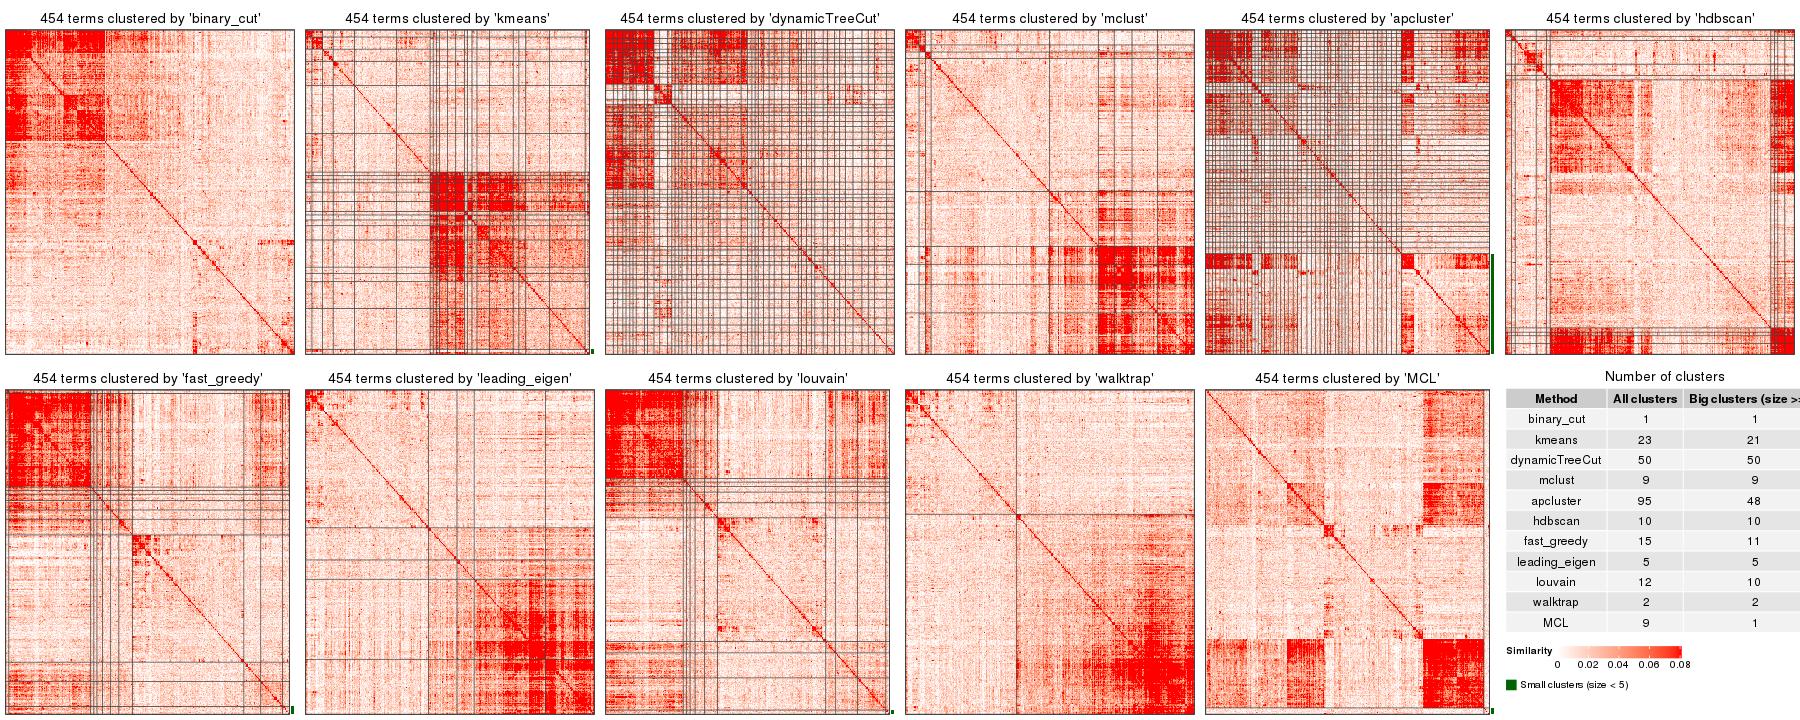 454 terms clustered by 'binary_cut'
454 terms clustered by 'kmeans'
454 terms clustered by 'dynamicTreeCut'
454 terms clustered by 'mclust'
454 terms clustered by 'apcluster'
454 terms clustered by 'hdbscan'
454 terms clustered by 'fast_greedy'
454 terms clustered by 'leading_eigen'
454 terms clustered by 'louvain'
454 terms clustered by 'walktrap'
454 terms clustered by 'MCL'
Number of clusters
Method All clusters Big clusters (size >=
binary_cut 1 1
kmeans 23 21
dynamicTreeCut 50 50
mclust 9 9
apcluster 95 48
hdbscan 10 10
fast_greedy 15 11
leading_eigen 5 5
louvain 12 10
walktrap 2 2
MCL 9 1
Similarity
0 0.02 0.04 0.06 0.08
Small clusters (size < 5)